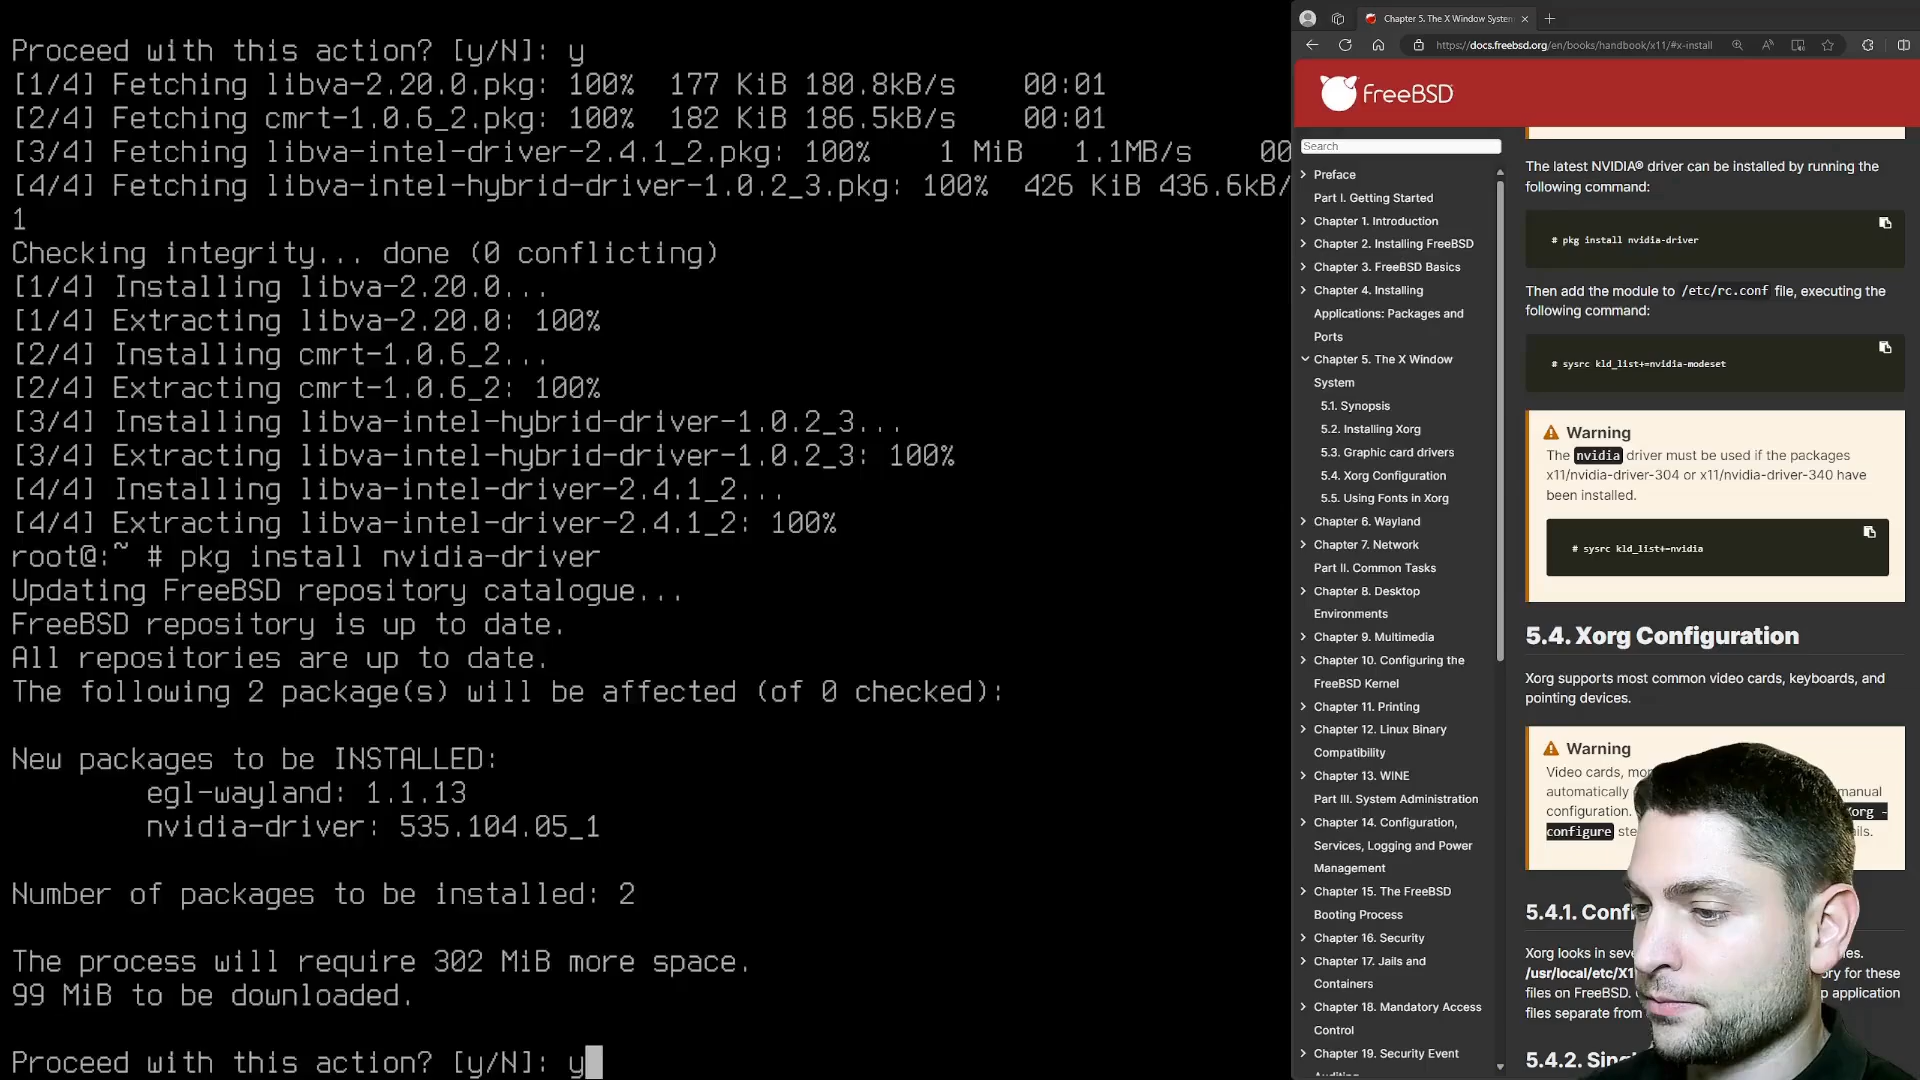 Proceed with this action? [y/N]: y
[1/4] Fetching libva-2.20.0.pkg: 100%  177 KiB 180.8kB/s    00:01
[2/4] Fetching cmrt-1.0.6_2.pkg: 100%  182 KiB 186.5kB/s    00:01
[3/4] Fetching libva-intel-driver-2.4.1_2.pkg: 100%    1 MiB   1.1MB/s    00
[4/4] Fetching libva-intel-hybrid-driver-1.0.2_3.pkg: 100%  426 KiB 436.6kB/
1
Checking integrity... done (0 conflicting)
[1/4] Installing libva-2.20.0...
[1/4] Extracting libva-2.20.0: 100%
[2/4] Installing cmrt-1.0.6_2...
[2/4] Extracting cmrt-1.0.6_2: 100%
[3/4] Installing libva-intel-hybrid-driver-1.0.2_3...
[3/4] Extracting libva-intel-hybrid-driver-1.0.2_3: 100%
[4/4] Installing libva-intel-driver-2.4.1_2...
[4/4] Extracting libva-intel-driver-2.4.1_2: 100%
root@:~ # pkg install nvidia-driver
Updating FreeBSD repository catalogue...
FreeBSD repository is up to date.
All repositories are up to date.
The following 2 package(s) will be affected (of 0 checked):
New packages to be INSTALLED:
egl-wayland: 1.1.13
nvidia-driver: 535.104.05_1
Number of packages to be installed: 2
The process will require 302 MiB more space.
99 MiB to be downloaded.
Proceed with this action? [y/N]: y
Chapter 5. The X Window System
https://docs.freebsd.org/en/books/handbook/x11/#x-install
FreeBSD
Search
Preface
Part I. Getting Started
Chapter 1. Introduction
Chapter 2. Installing FreeBSD
Chapter 3. FreeBSD Basics
Chapter 4. Installing
Applications: Packages and
Ports
Chapter 5. The X Window
System
5.1. Synopsis
5.2. Installing Xorg
5.3. Graphic card drivers
5.4. Xorg Configuration
5.5. Using Fonts in Xorg
Chapter 6. Wayland
Chapter 7. Network
Part II. Common Tasks
Chapter 8. Desktop
Environments
Chapter 9. Multimedia
Chapter 10. Configuring the
FreeBSD Kernel
Chapter 11. Printing
Chapter 12. Linux Binary
Compatibility
Chapter 13. WINE
Part III. System Administration
Chapter 14. Configuration,
Services, Logging and Power
Management
Chapter 15. The FreeBSD
Booting Process
Chapter 16. Security
Chapter 17. Jails and
Containers
Chapter 18. Mandatory Access
Control
Chapter 19. Security Event
The latest NVIDIA® driver can be installed by running the
following command:
# pkg install nvidia-driver
Then add the module to /etc/rc.conf file, executing the
following command:
# sysrc kld_list+=nvidia-modeset
Warning
The nvidia driver must be used if the packages
x11/nvidia-driver-304 or x11/nvidia-driver-340 have
been installed.
# sysrc kld_list+=nvidia
5.4. Xorg Configuration
Xorg supports most common video cards, keyboards, and
pointing devices.
Warning
Video cards,
automatically manual
configuration. Xorg -
configure
5.4.1.
Xorg looks in
/usr/local/etc/X1 for these
files on FreeBSD. application
files separate from
5.4.2.